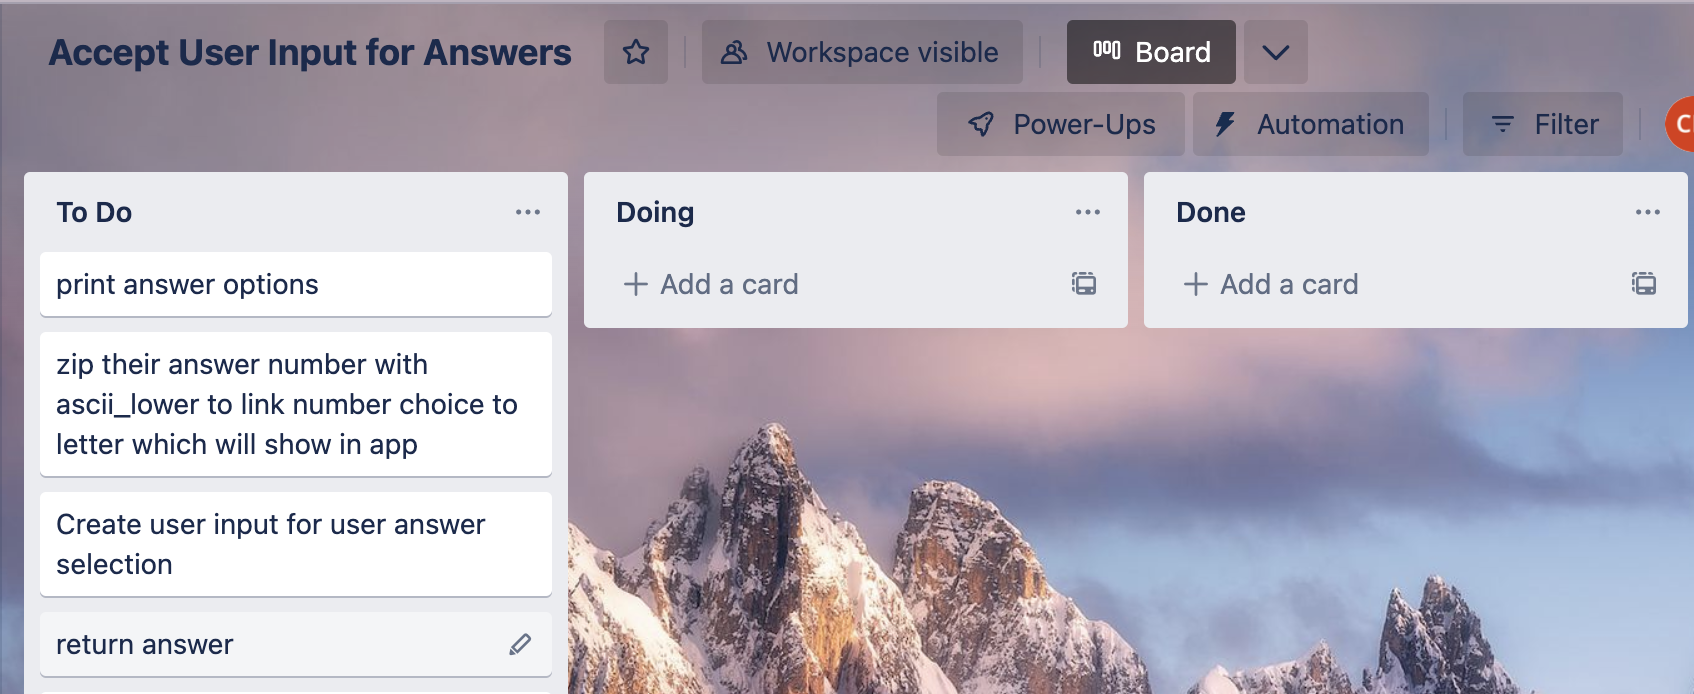 Accept User Input for Answers
Workspace visible
Board
Power-Ups
Automation
Filter
To Do
print answer options
zip their answer number with
ascii_lower to link number choice to
letter which will show in app
Create user input for user answer
selection
return answer
Doing
Add a card
Done
Add a card